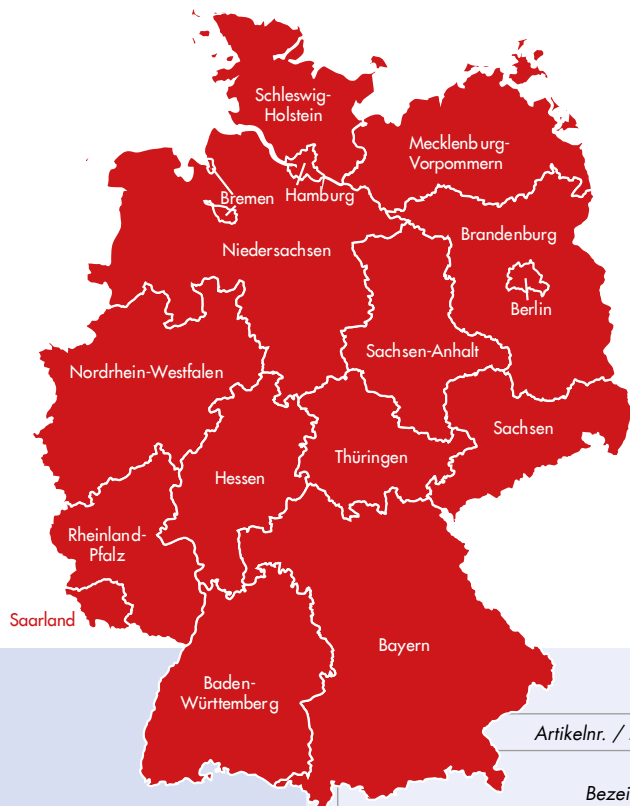 Schleswig-
Holstein
Mecklenburg-
Vorpommern
Hamburg
Bremen
Niedersachsen
Brandenburg
Berlin
Sachsen-Anhalt
Nordrhein-Westfalen
Sachsen
Thüringen
Hessen
Rheinland-
Pfalz
Saarland
Bayern
Baden-
Württemberg
Artikelnr. /